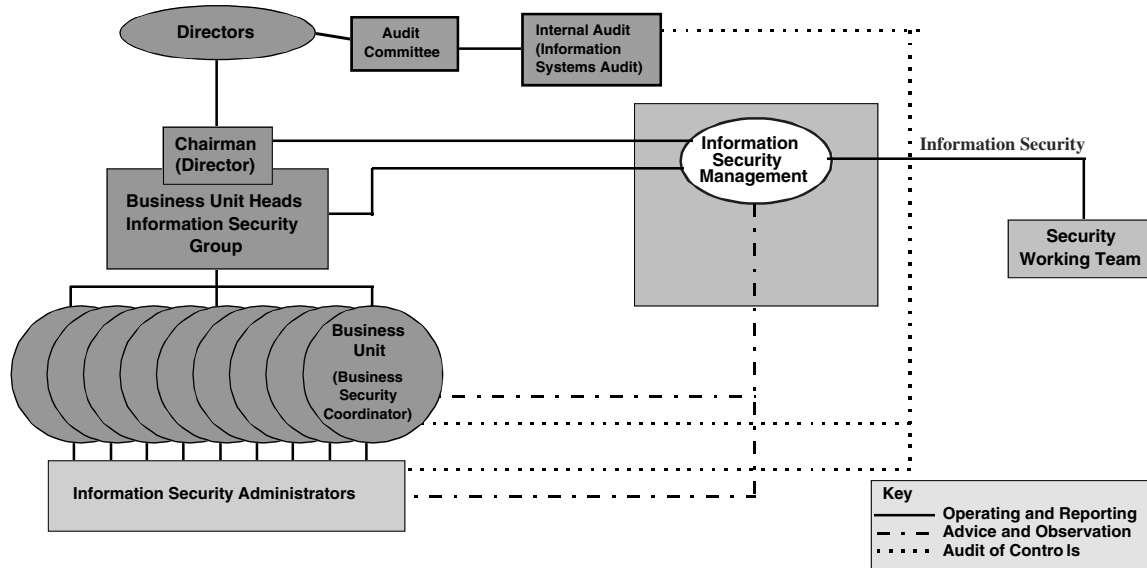 Directors
Audit
Committee
Internal Audit
(Information
Systems Audit)
Chairman
(Director)
Business Unit Heads
Information Security
Group
Information
Security
Management
Information Security
Security
Working Team
Business
Unit
(Business
Security
Coordinator)
Information Security Administrators
Key
Operating and Reporting
Advice and Observation
Audit of Contro ls